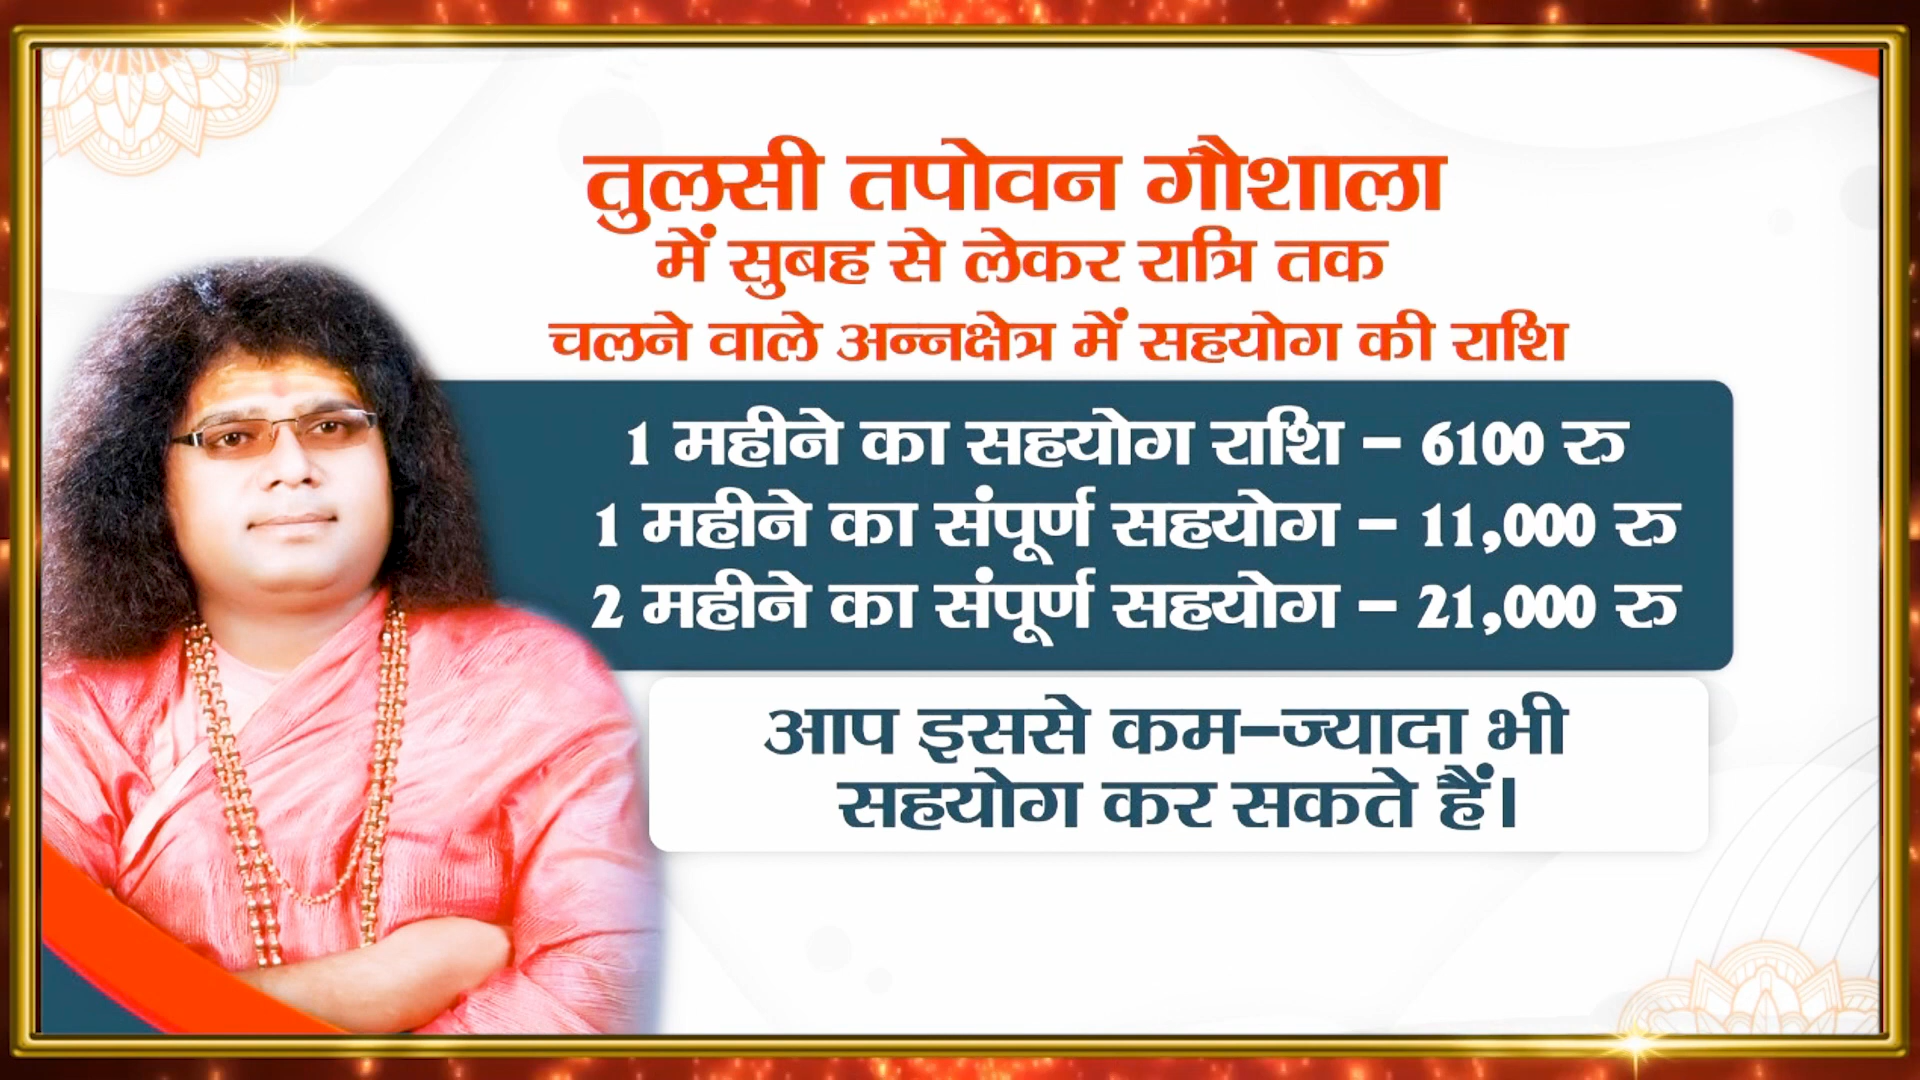 तुलसी तपोवन गौशाला
में सुबह से लेकर रात्रि तक
चलने वाले अन्नक्षेत्र में सहयोग की राशि
1 महीने का सहयोग राशि – 6100 रु
1 महीने का संपूर्ण सहयोग – 11,000 रु
2 महीने का संपूर्ण सहयोग – 21,000 रु
आप इससे कम–ज्यादा भी
सहयोग कर सकते हैं।